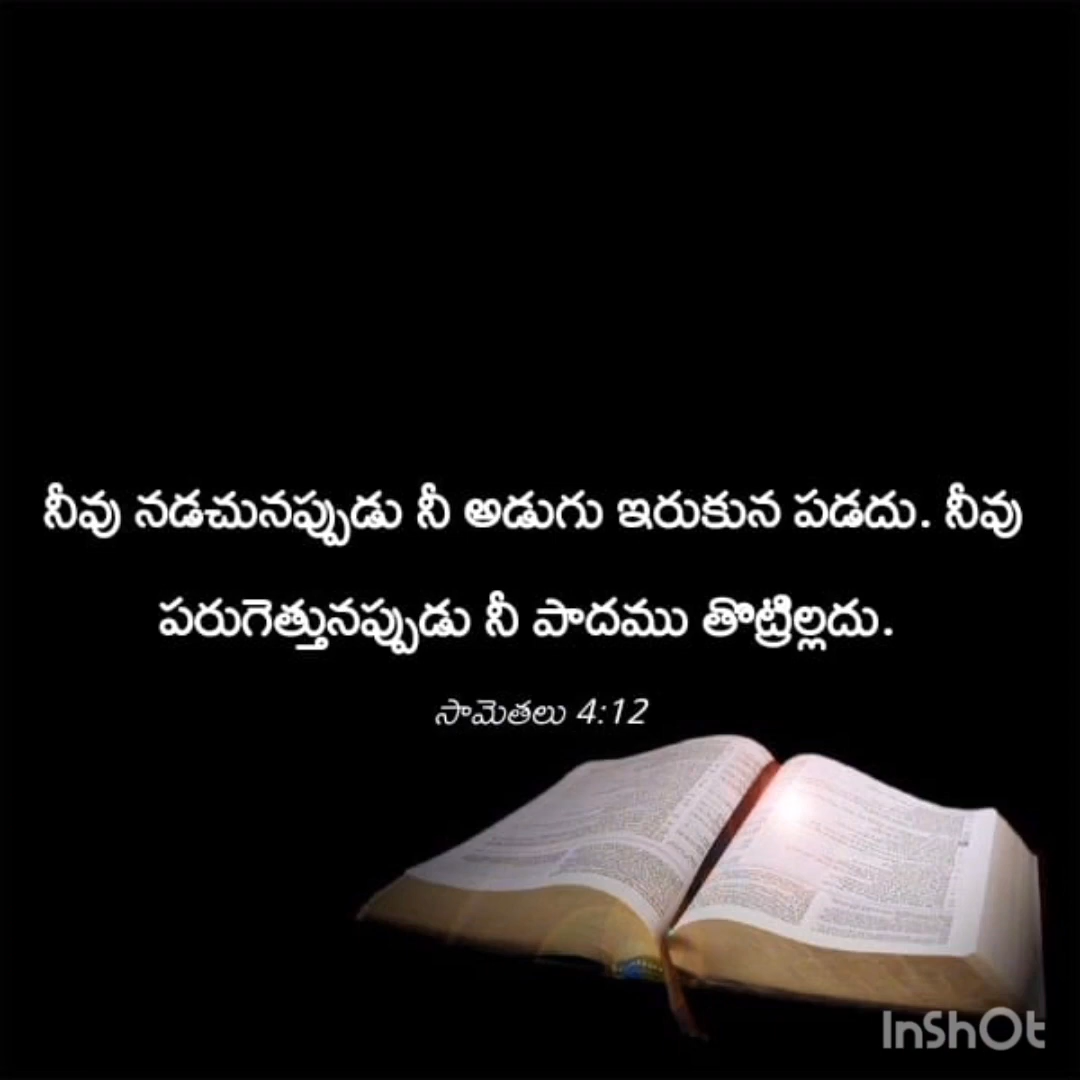 నీవు నడచునప్పుడు నీ అడుగు ఇరుకున పడదు. నీవు
పరుగెత్తునప్పుడు నీ పాదము తొట్రిల్లదు.
సామెతలు 4:12
InShOt